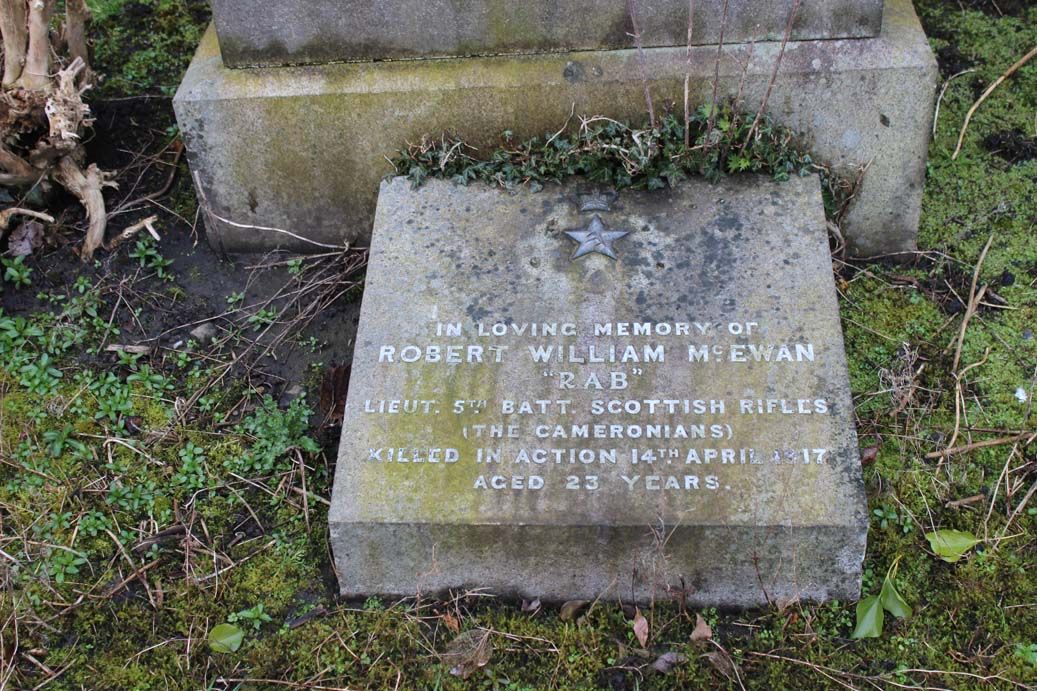 IN LOVING MEMORY OF
ROBERT WILLIAM McEWAN
"RAB"
LIEUT. 5TH BATT. SCOTTISH RIFLES
(THE CAMERONIANS)
KILLED IN ACTION 14TH APRIL 1917
AGED 23 YEARS.